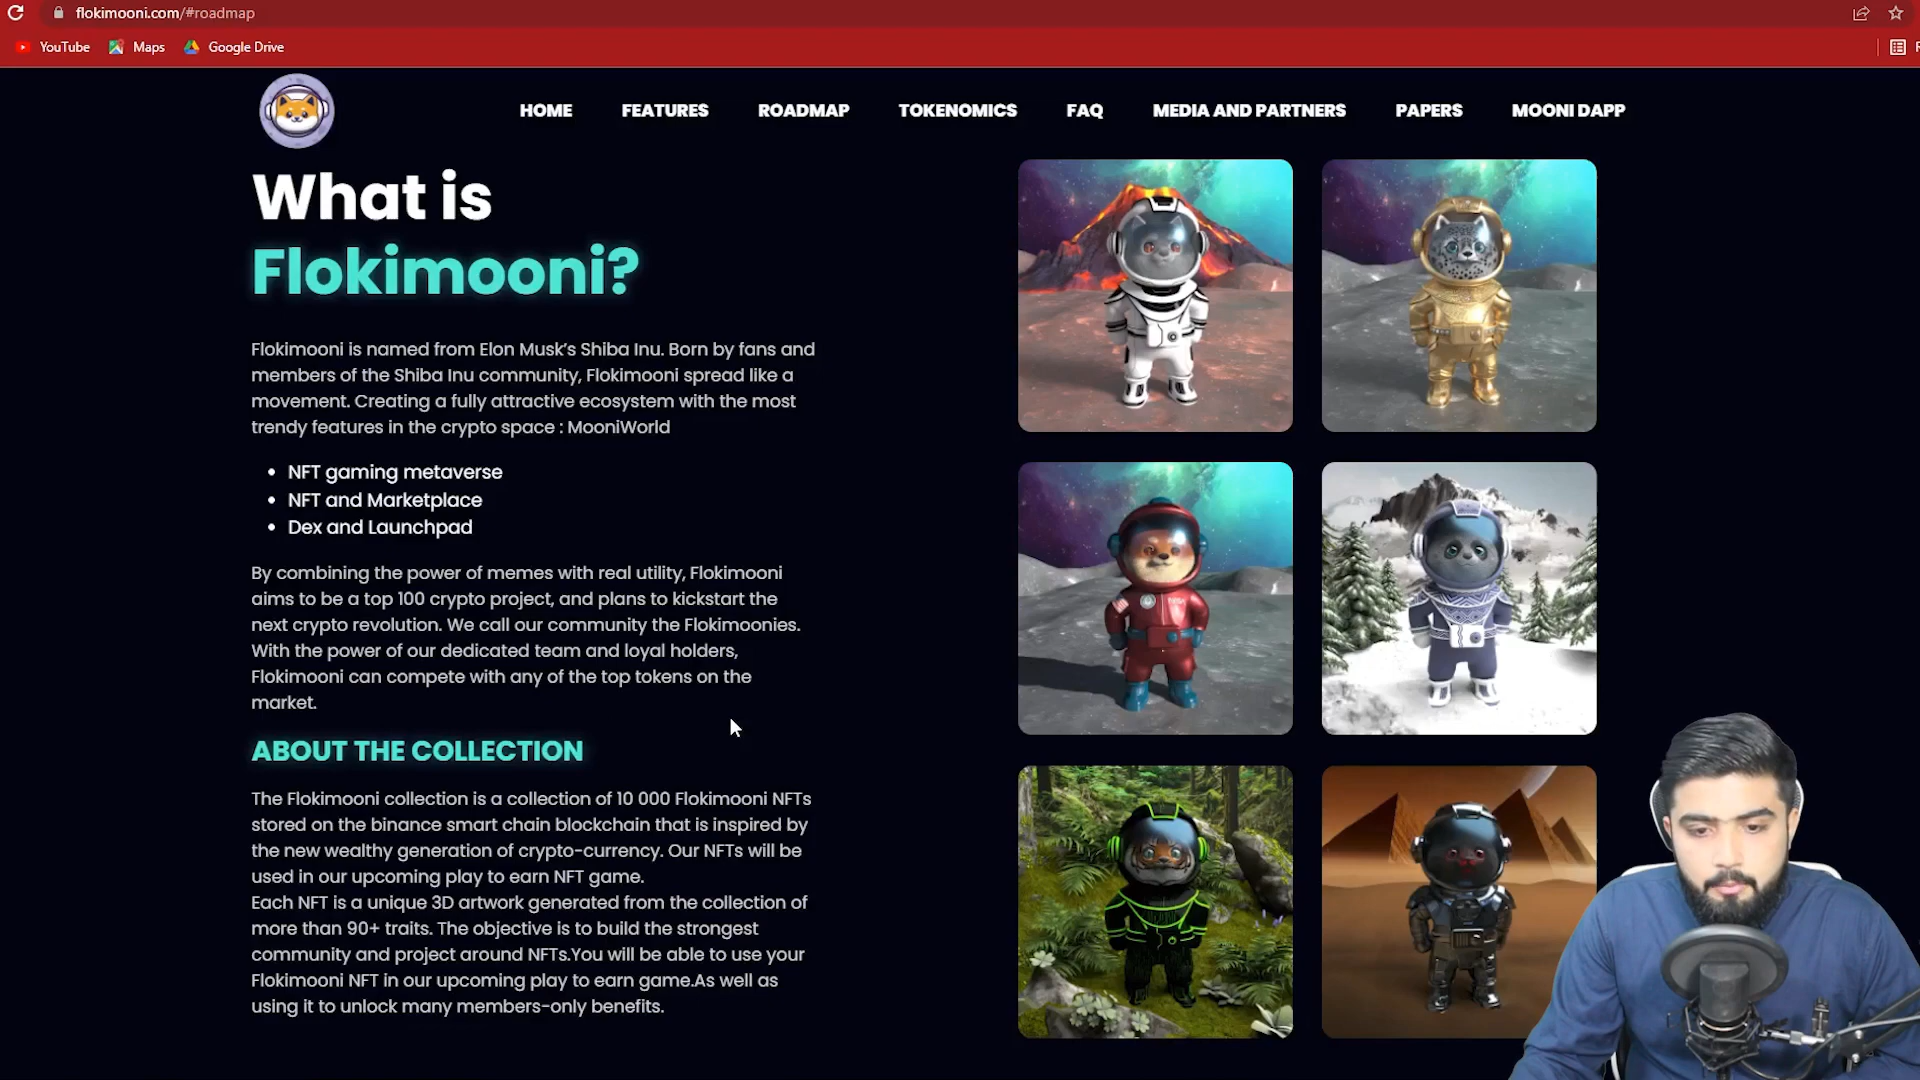 flokimooni.com/#roadmap
YouTube Maps Google Drive
HOME FEATURES ROADMAP TOKENOMICS FAQ MEDIA AND PARTNERS PAPERS MOONI DAPP
What is
Flokimooni?
Flokimooni is named from Elon Musk’s Shiba Inu. Born by fans and
members of the Shiba Inu community, Flokimooni spread like a
movement. Creating a fully attractive ecosystem with the most
trendy features in the crypto space : MooniWorld
• NFT gaming metaverse
• NFT and Marketplace
• Dex and Launchpad
By combining the power of memes with real utility, Flokimooni
aims to be a top 100 crypto project, and plans to kickstart the
next crypto revolution. We call our community the Flokimoonies.
With the power of our dedicated team and loyal holders,
Flokimooni can compete with any of the top tokens on the
market.
ABOUT THE COLLECTION
The Flokimooni collection is a collection of 10 000 Flokimooni NFTs
stored on the binance smart chain blockchain that is inspired by
the new wealthy generation of crypto-currency. Our NFTs will be
used in our upcoming play to earn NFT game.
Each NFT is a unique 3D artwork generated from the collection of
more than 90+ traits. The objective is to build the strongest
community and project around NFTs.You will be able to use your
Flokimooni NFT in our upcoming play to earn game.As well as
using it to unlock many members-only benefits.